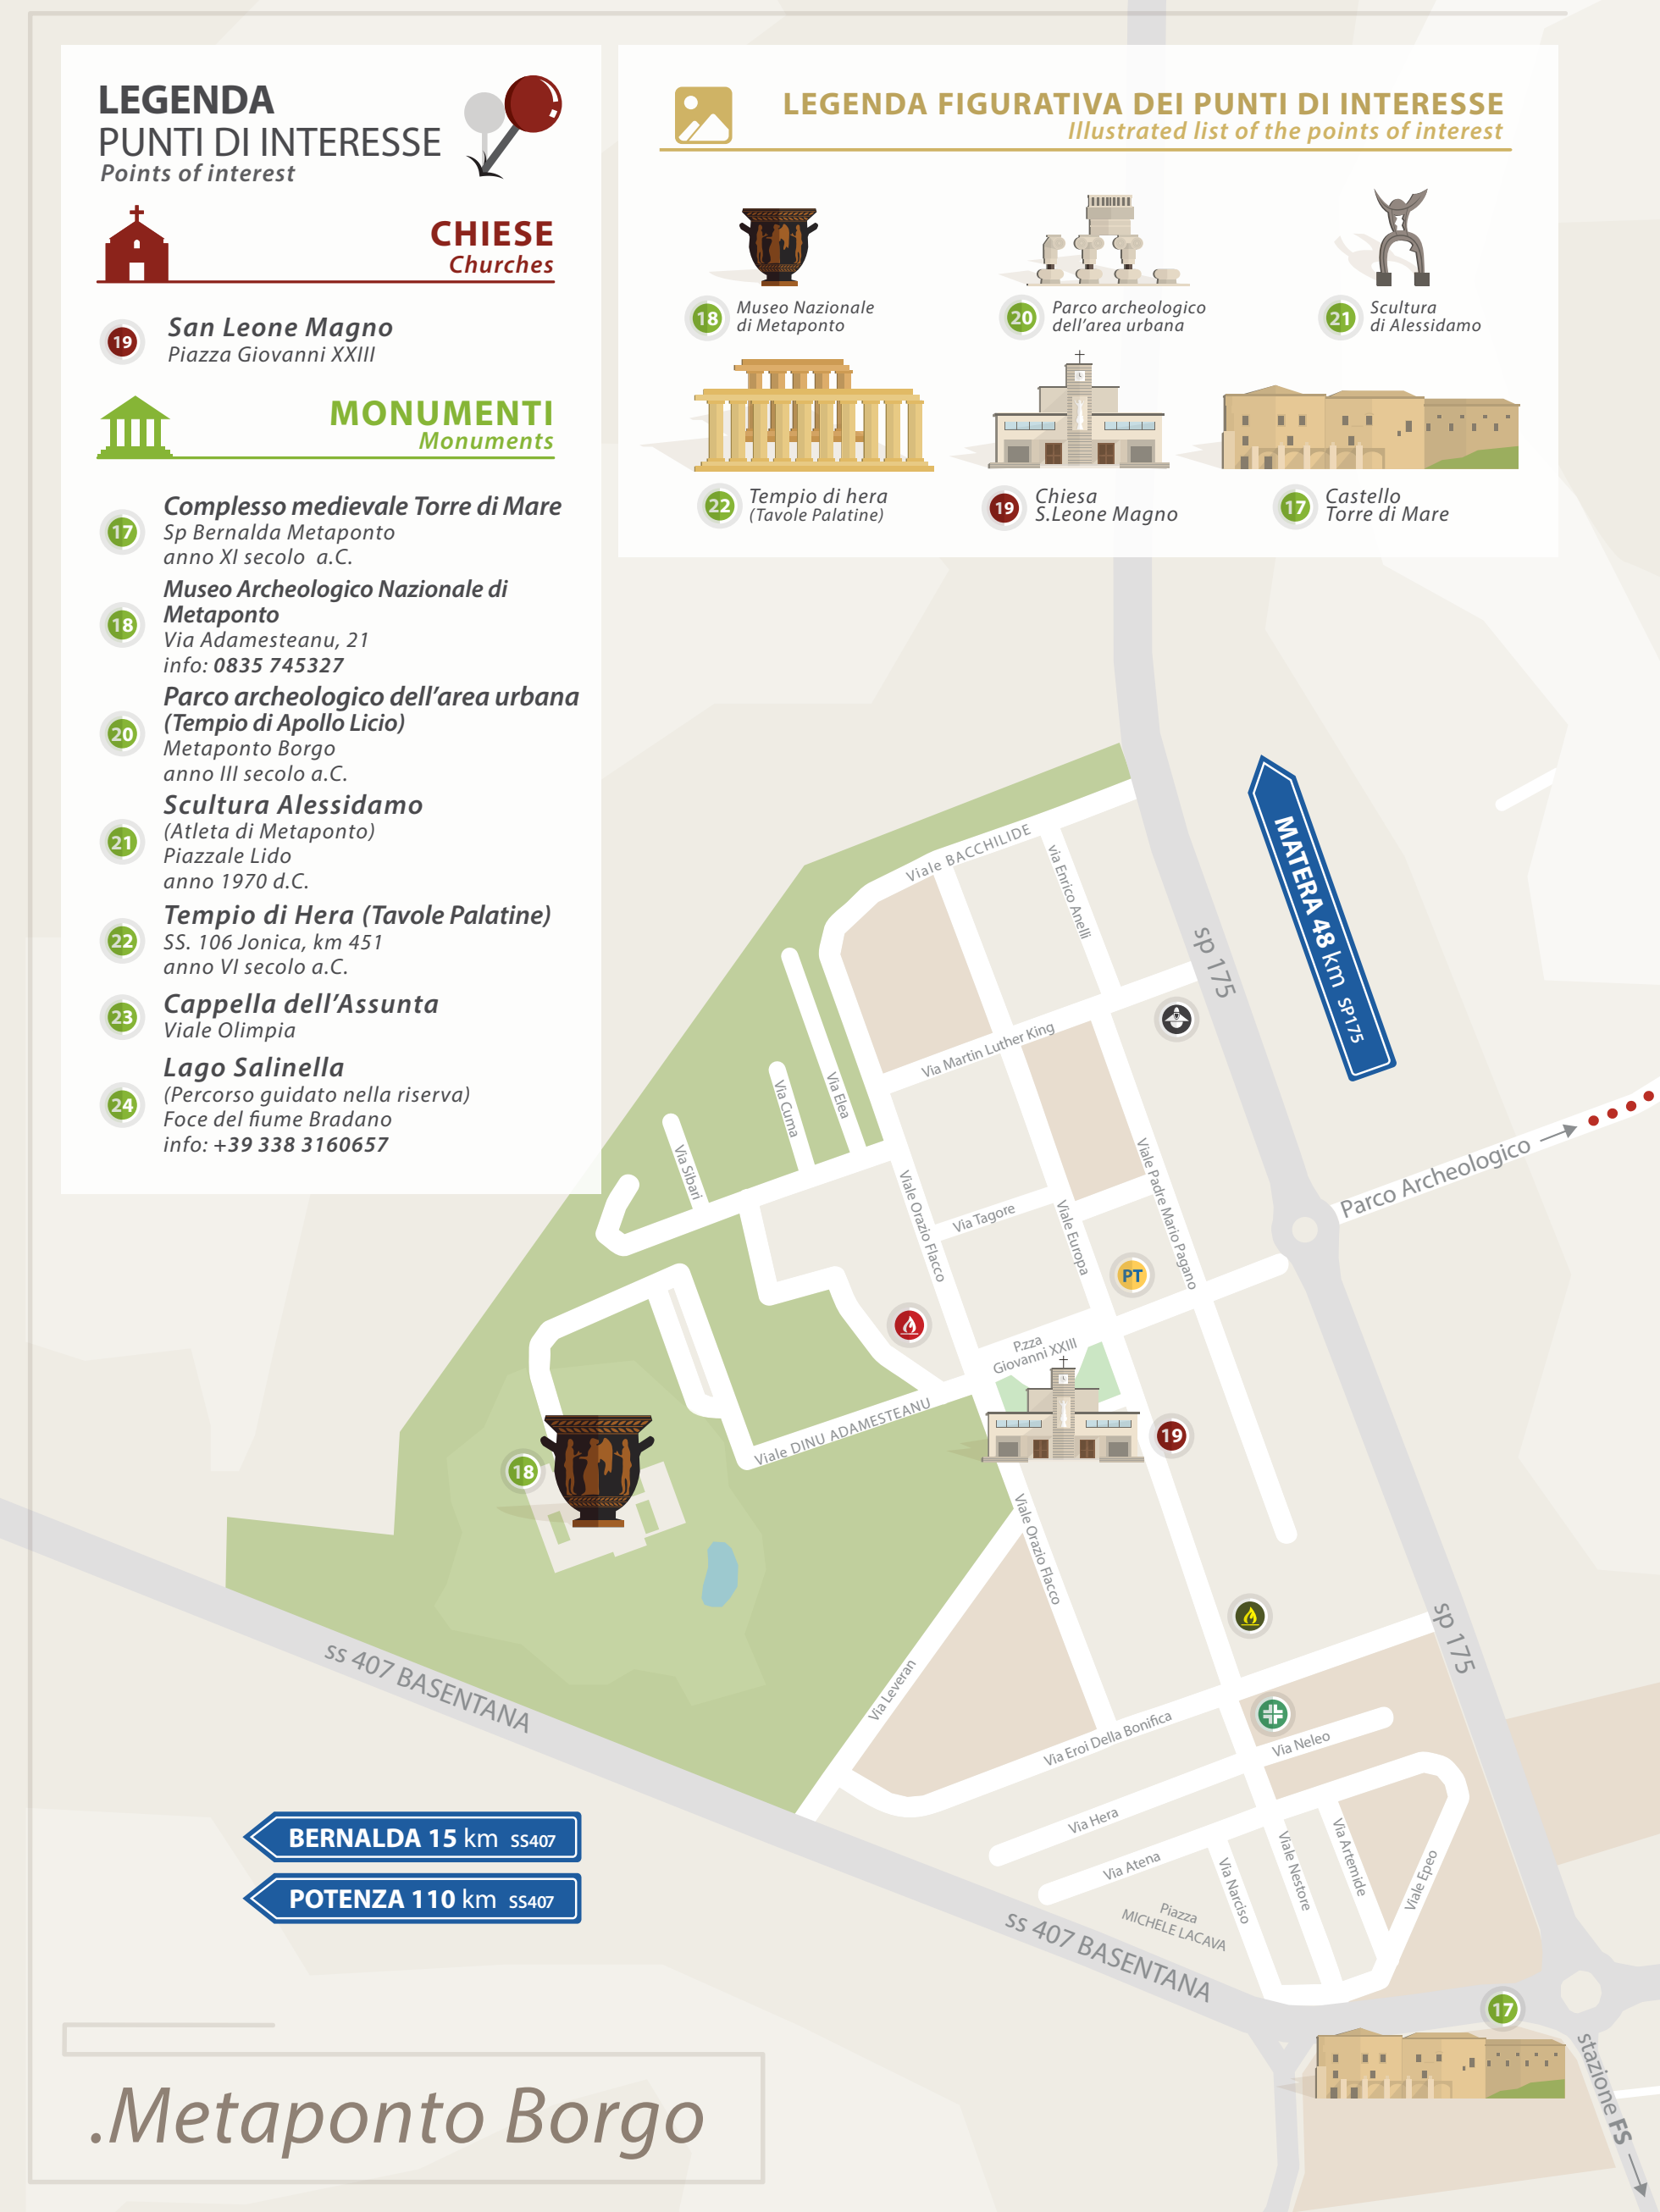 LEGENDA
PUNTI DI INTERESSE
Points of interest
CHIESE
Churches
19
San Leone Magno
Piazza Giovanni XXIII
MONUMENTI
Monuments
17
Complesso medievale Torre di Mare
Sp Bernalda Metaponto
anno XI secolo a.C.
18
Museo Archeologico Nazionale di
Metaponto
Via Adamesteanu, 21
info: 0835 745327
20
Parco archeologico dell'area urbana
(Tempio di Apollo Licio)
Metaponto Borgo
anno III secolo a.C.
21
Scultura Alessidamo
(Atleta di Metaponto)
Piazzale Lido
anno 1970 d.C.
22
Tempio di Hera (Tavole Palatine)
SS. 106 Jonica, km 451
anno VI secolo a.C.
23
Cappella dell'Assunta
Viale Olimpia
24
Lago Salinella
(Percorso guidato nella riserva)
Foce del fiume Bradano
info: +39 338 3160657
LEGENDA FIGURATIVA DEI PUNTI DI INTERESSE
Illustrated list of the points of interest
18
Museo Nazionale
di Metaponto
20
Parco archeologico
dell'area urbana
21
Scultura
di Alessidamo
22
Tempio di hera
(Tavole Palatine)
19
Chiesa
S.Leone Magno
17
Castello
Torre di Mare
Viale BACCHILIDE
via Enrico Anelli
sp 175
MATERA 48 km SP175
Via Martin Luther King
Via Elea
Via Cuma
Via Sibari
Viale Orazio Flacco
Via Tagore
Viale Europa
Viale Padre Mario Pagano
Parco Archeologico
PT
P.zza
Giovanni XXIII
Viale DINU ADAMESTEANU
19
18
Viale Orazio Flacco
sp 175
ss 407 BASENTANA
Via Leveran
Via Eroi Della Bonifica
Via Neleo
Via Hera
Via Atena
Via Narciso
Viale Nestore
Via Artemide
Viale Epeo
Piazza
MICHELE LACAVA
ss 407 BASENTANA
BERNALDA 15 km SS407
POTENZA 110 km SS407
17
stazione FS
.Metaponto Borgo